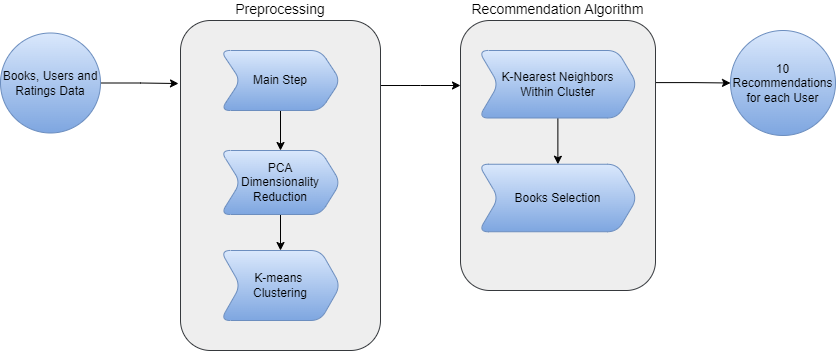 Preprocessing
Recommendation Algorithm
Books, Users and
Ratings Data
Main Step
PCA
Dimensionality
Reduction
K-means
Clustering
K-Nearest Neighbors
Within Cluster
Books Selection
10
Recommendations
for each User